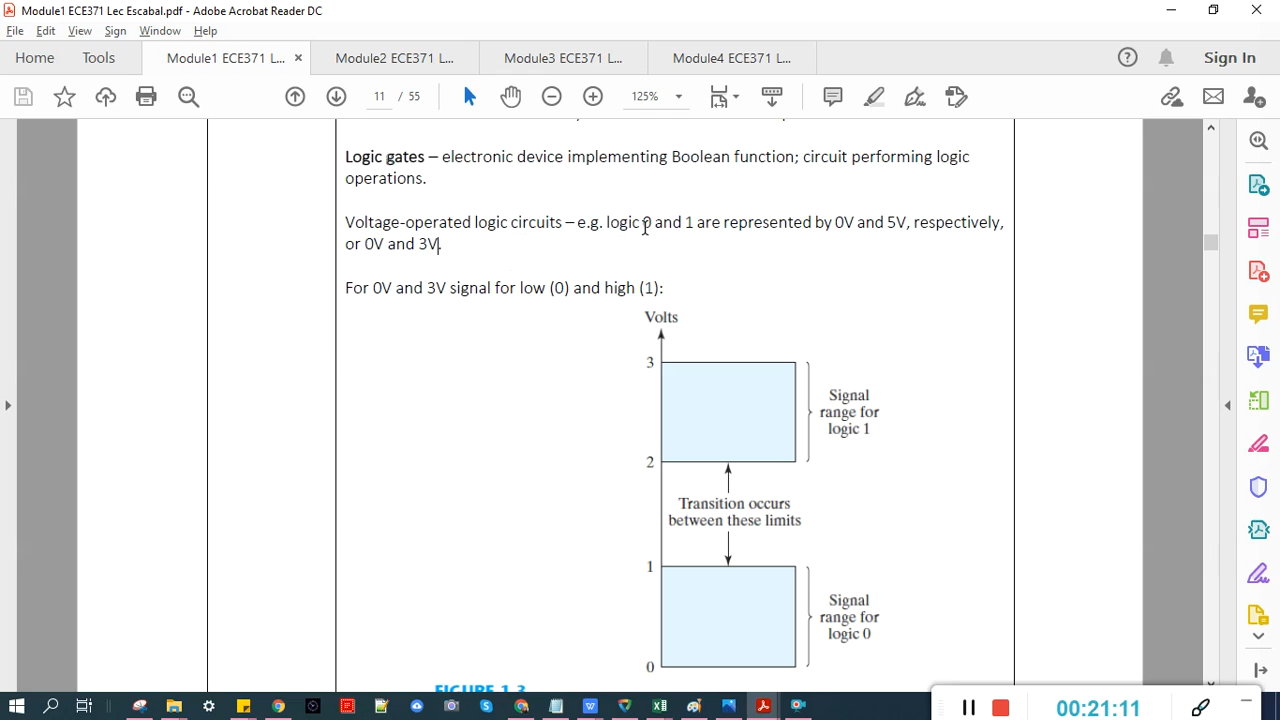 Module1 ECE371 Lec Escabal.pdf - Adobe Acrobat Reader DC
File Edit View Sign Window Help
Home Tools Module1 ECE371 L... × Module2 ECE371 L... Module3 ECE371 L... Module4 ECE371 L... Sign In
11 / 55 125%
Logic gates – electronic device implementing Boolean function; circuit performing logic
operations.
Voltage-operated logic circuits – e.g. logic 0 and 1 are represented by 0V and 5V, respectively,
or 0V and 3V.
For 0V and 3V signal for low (0) and high (1):
Volts
3
Signal
range for
logic 1
2
Transition occurs
between these limits
1
Signal
range for
logic 0
0
FIGURE 1.3
00:21:11